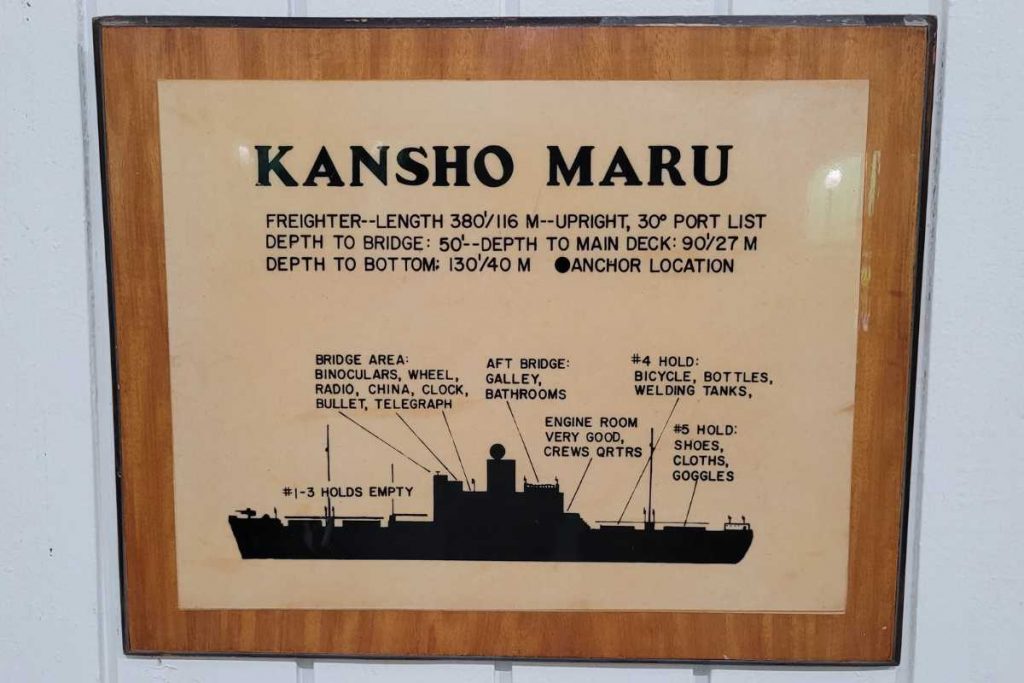 KANSHO MARU
FREIGHTER--LENGTH 380'/116 M--UPRIGHT, 30° PORT LIST
DEPTH TO BRIDGE: 50'--DEPTH TO MAIN DECK: 90'/27 M
DEPTH TO BOTTOM: 130'/40 M ●ANCHOR LOCATION
BRIDGE AREA:
BINOCULARS, WHEEL,
RADIO, CHINA, CLOCK,
BULLET, TELEGRAPH
AFT BRIDGE:
GALLEY,
BATHROOMS
#4 HOLD:
BICYCLE, BOTTLES,
WELDING TANKS,
ENGINE ROOM
VERY GOOD,
CREWS QRTRS
#5 HOLD:
SHOES,
CLOTHS,
GOGGLES
#1-3 HOLDS EMPTY